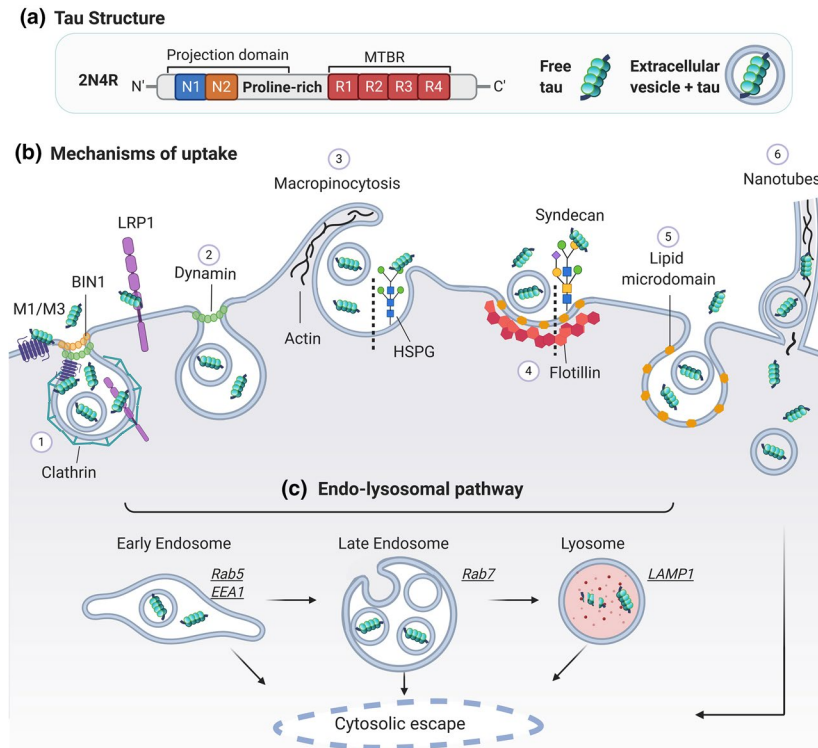 (a) Tau Structure
Projection domain
MTBR
2N4R
N'
N1
N2
Proline-rich
R1
R2
R3
R4
C'
Free
tau
Extracellular
vesicle + tau
(b) Mechanisms of uptake
3
Macropinocytosis
6
Nanotubes
LRP1
2
Dynamin
Syndecan
5
Lipid
microdomain
BIN1
M1/M3
Actin
HSPG
4
Flotillin
1
Clathrin
(c) Endo-lysosomal pathway
Early Endosome
Rab5
EEA1
Late Endosome
Rab7
Lyosome
LAMP1
Cytosolic escape